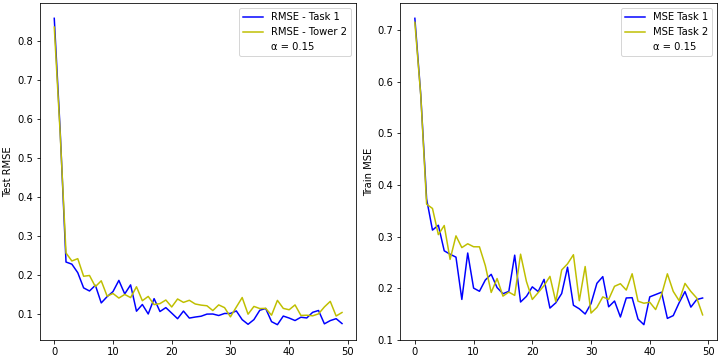 RMSE - Task 1
RMSE - Tower 2
α = 0.15
Test RMSE
0.8
0.7
0.6
0.5
0.4
0.3
0.2
0.1
0 10 20 30 40 50
MSE Task 1
MSE Task 2
α = 0.15
Train MSE
0.7
0.6
0.5
0.4
0.3
0.2
0.1
0 10 20 30 40 50